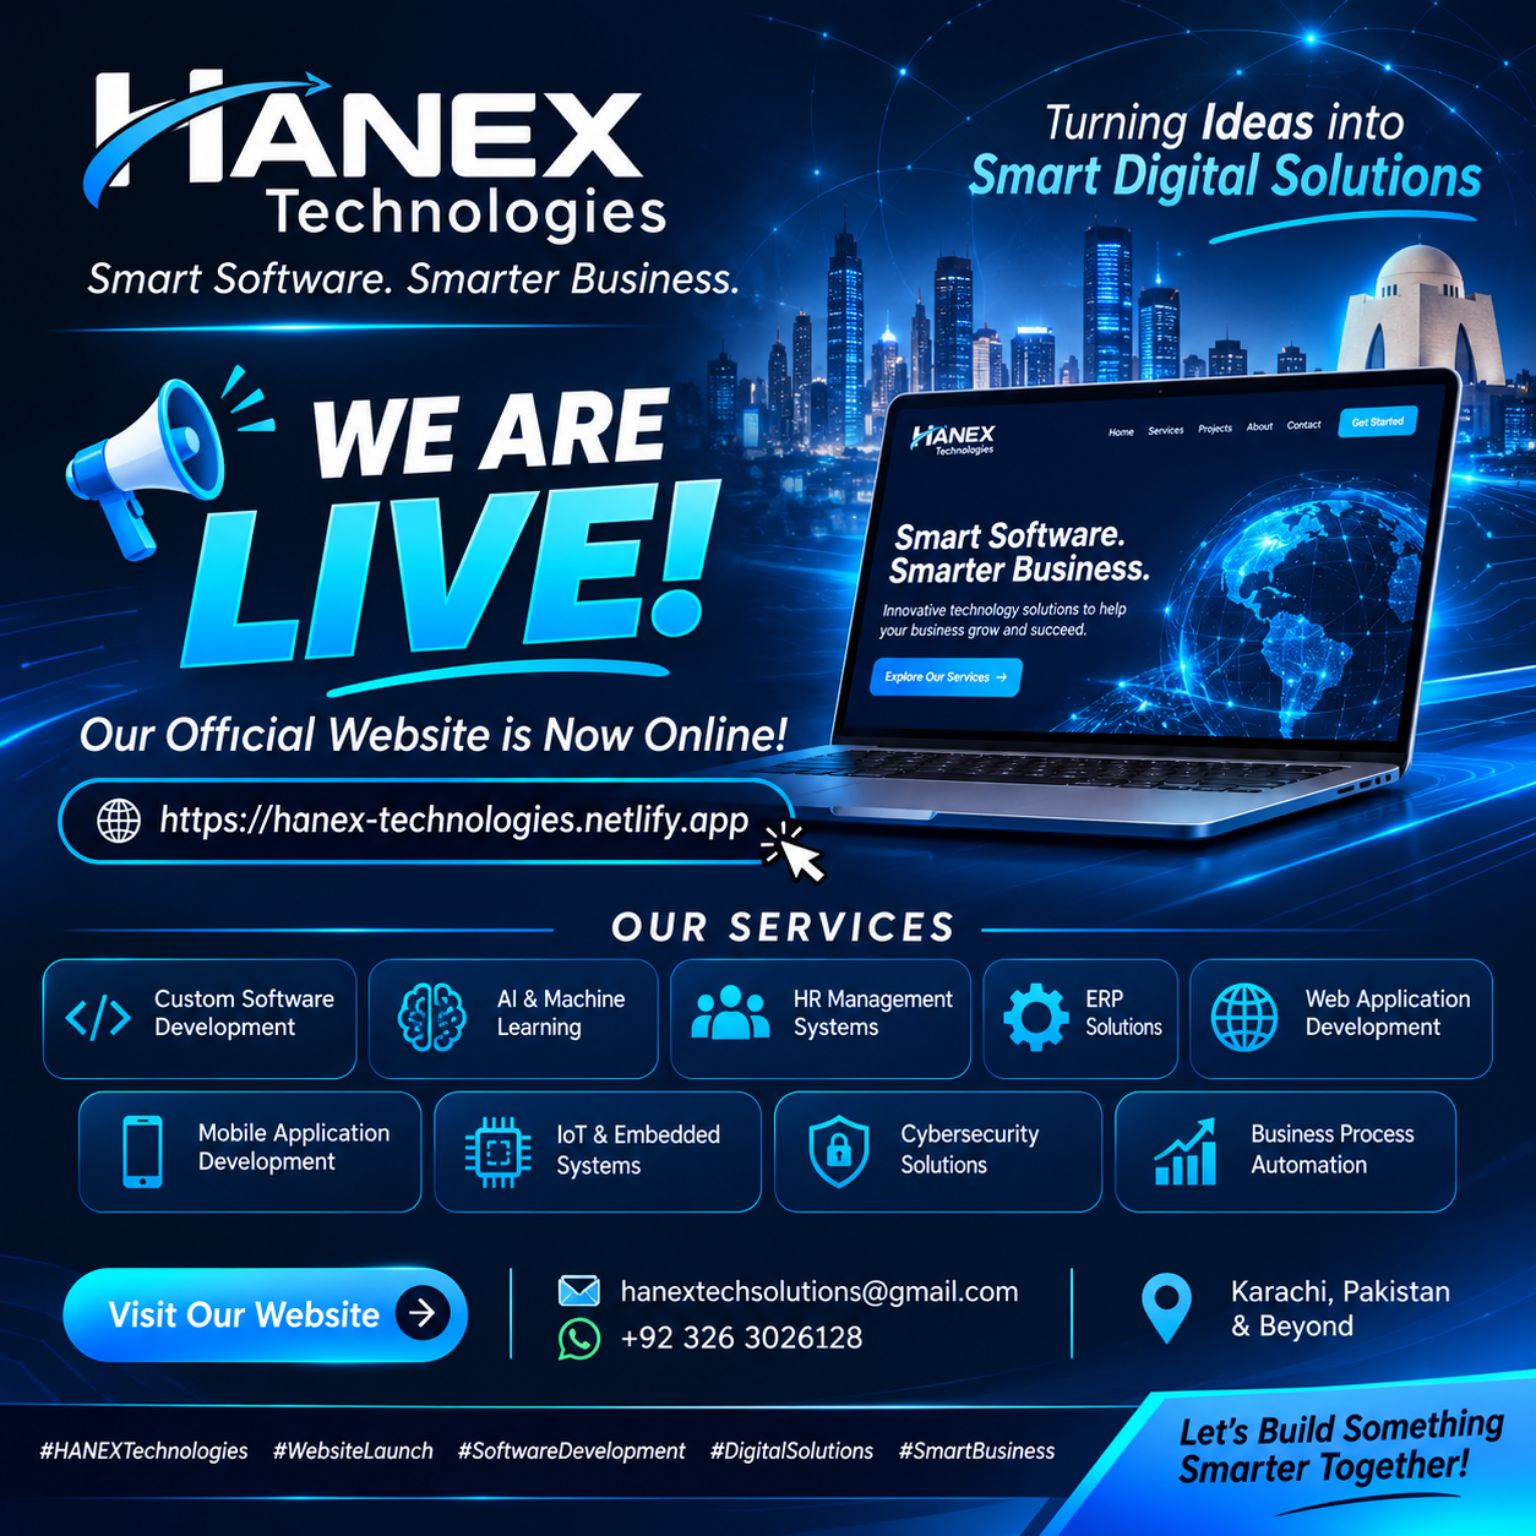 HANEX
Technologies
Smart Software. Smarter Business.
Turning Ideas into
Smart Digital Solutions
WE ARE
LIVE!
Our Official Website is Now Online!
https://hanex-technologies.netlify.app
HANEX
Technologies
Home Services Projects About Contact Get Started
Smart Software.
Smarter Business.
Innovative technology solutions to help
your business grow and succeed.
Explore Our Services →
OUR SERVICES
Custom Software
Development
AI & Machine
Learning
HR Management
Systems
ERP
Solutions
Web Application
Development
Mobile Application
Development
IoT & Embedded
Systems
Cybersecurity
Solutions
Business Process
Automation
Visit Our Website
hanextechsolutions@gmail.com
+92 326 3026128
Karachi, Pakistan
& Beyond
#HANEXTechnologies #WebsiteLaunch #SoftwareDevelopment #DigitalSolutions #SmartBusiness
Let's Build Something
Smarter Together!